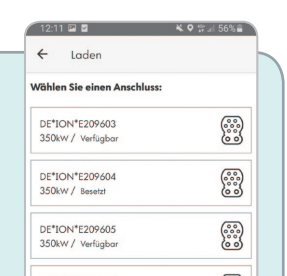 12:11 56%
Laden
Wählen Sie einen Anschluss:
DE*ION*E209603
350kW / Verfügbar
DE*ION*E209604
350kW / Besetzt
DE*ION*E209605
350kW / Verfügbar